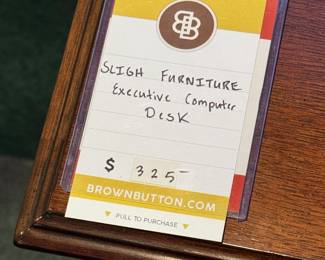 BB
SLIGH FURNITURE
Executive Computer
Desk
$ 325-
BROWNBUTTON.COM
PULL TO PURCHASE